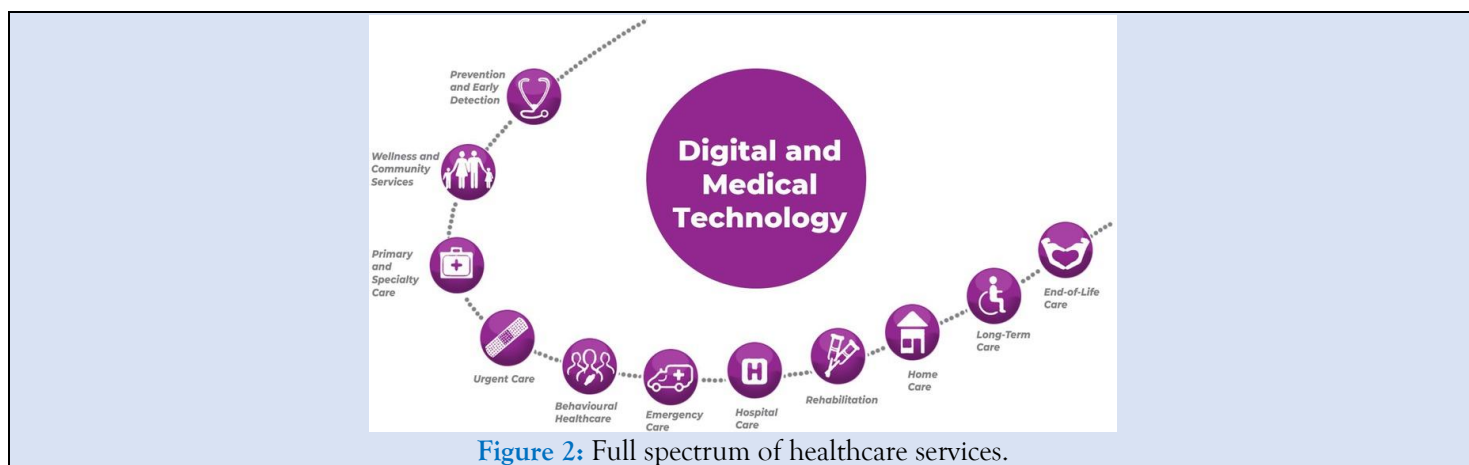 Prevention
and Early
Detection
Digital and
Medical
Technology
Wellness and
Community
Services
Primary
and
Specialty
Care
Urgent Care
Behavioural
Healthcare
Emergency
Care
H
Hospital
Care
Rehabilitation
Home
Care
Long-Term
Care
End-of-Life
Care
Figure 2: Full spectrum of healthcare services.